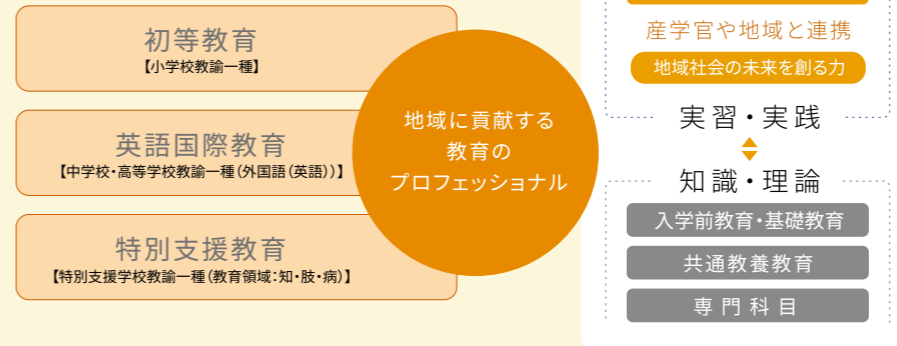 初等教育
【小学校教諭一種】
英語国際教育
【中学校・高等学校教諭一種（外国語（英語））】
特別支援教育
【特別支援学校教諭一種（教育領域：知・肢・病）】
地域に貢献する
教育の
プロフェッショナル
産学官や地域と連携
地域社会の未来を創る力
実習・実践
知識・理論
入学前教育・基礎教育
共通教養教育
専門科目